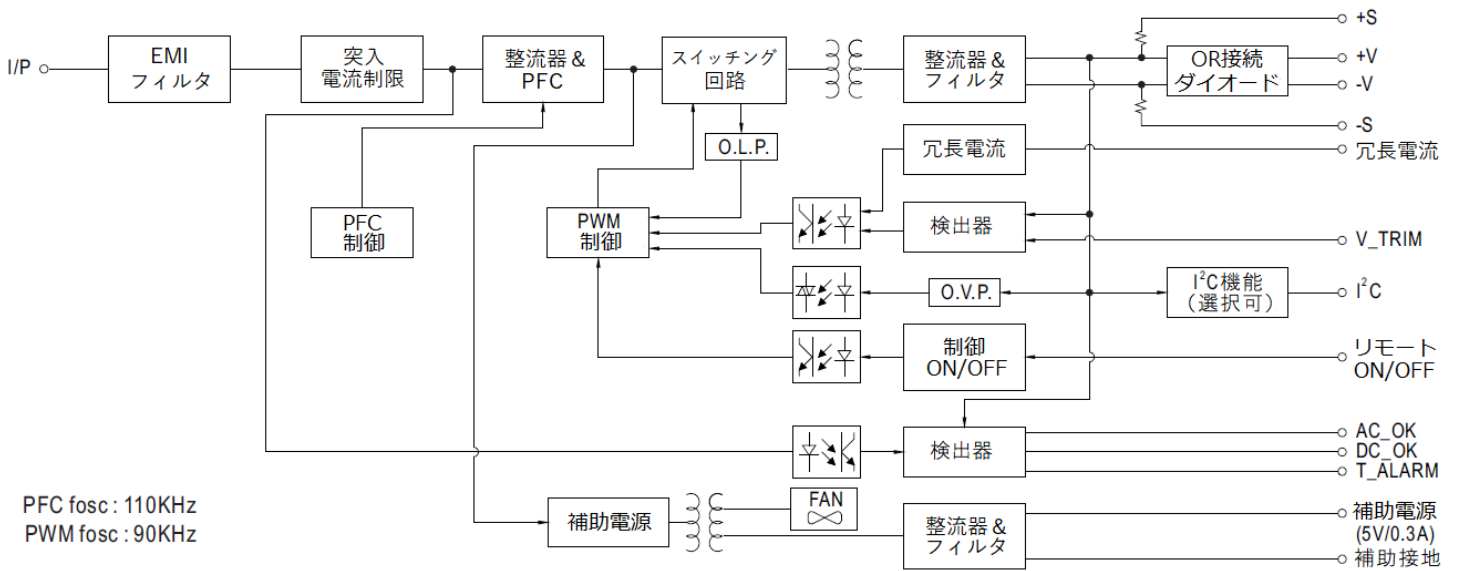 I/P
EMI
フィルタ
突入
電流制限
整流器&
PFC
スイッチング
回路
整流器&
フィルタ
OR接続
ダイオード
+S
+V
-V
-S
O.L.P.
冗長電流
冗長電流
PFC
制御
PWM
制御
検出器
V_TRIM
O.V.P.
I²C機能
(選択可)
I²C
制御
ON/OFF
リモート
ON/OFF
検出器
AC_OK
DC_OK
T_ALARM
PFC fosc : 110KHz
PWM fosc : 90KHz
補助電源
FAN
整流器&
フィルタ
補助電源
(5V/0.3A)
補助接地